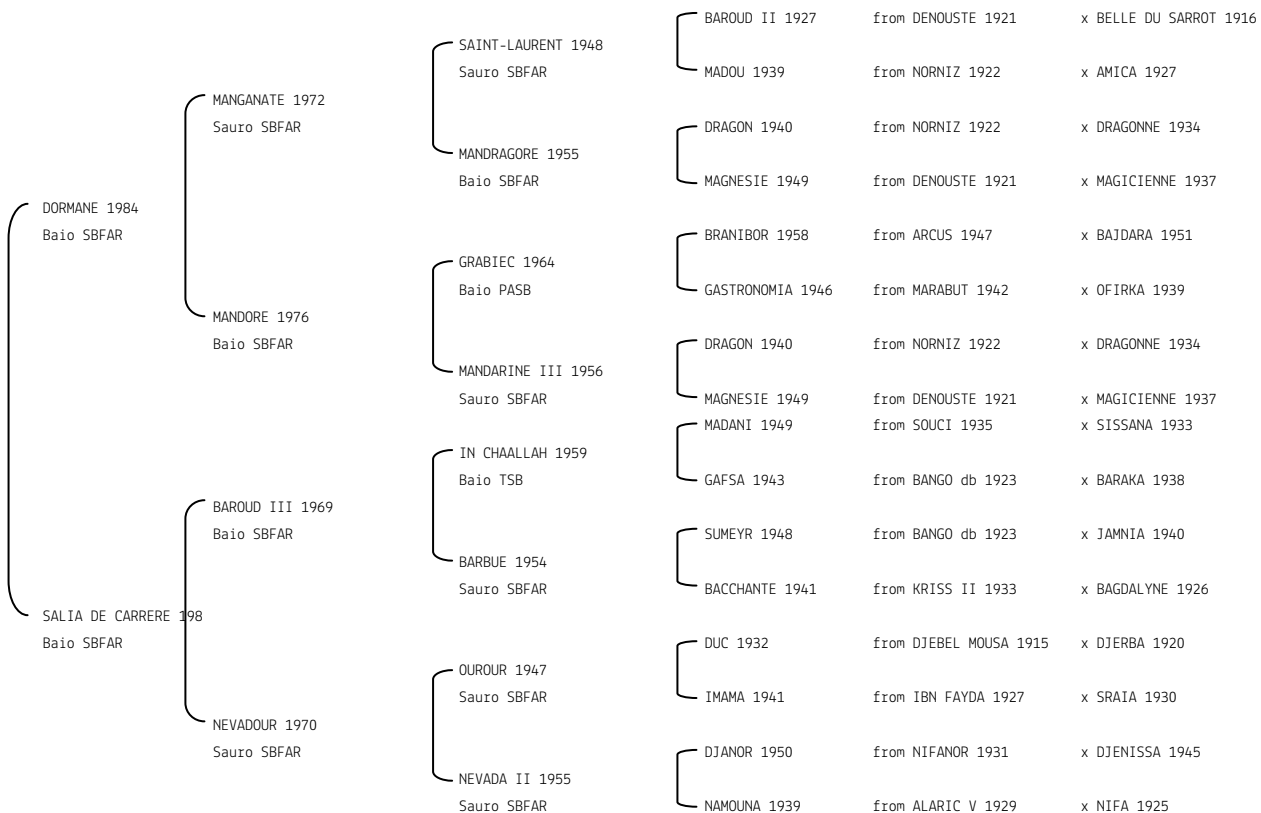 BAROUD II 1927 from DENOUSTE 1921 x BELLE DU SARROT 1916
SAINT-LAURENT 1948
Sauro SBFAR MADOU 1939 from NORNIZ 1922 x AMICA 1927
MANGANATE 1972
Sauro SBFAR DRAGON 1940 from NORNIZ 1922 x DRAGONNE 1934
MANDRAGORE 1955
Baio SBFAR MAGNESIE 1949 from DENOUSTE 1921 x MAGICIENNE 1937
DORMANE 1984
Baio SBFAR BRANIBOR 1958 from ARCUS 1947 x BAJDARA 1951
GRABIEC 1964
Baio PASB GASTRONOMIA 1946 from MARABUT 1942 x OFIRKA 1939
MANDORE 1976
Baio SBFAR DRAGON 1940 from NORNIZ 1922 x DRAGONNE 1934
MANDARINE III 1956
Sauro SBFAR MAGNESIE 1949 from DENOUSTE 1921 x MAGICIENNE 1937
MADANI 1949 from SOUCI 1935 x SISSANA 1933
IN CHAALLAH 1959
Baio TSB GAFSA 1943 from BANGO db 1923 x BARAKA 1938
BAROUD III 1969
Baio SBFAR SUMEYR 1948 from BANGO db 1923 x JAMNIA 1940
BARBUE 1954
Sauro SBFAR BACCHANTE 1941 from KRISS II 1933 x BAGDALYNE 1926
SALIA DE CARRERE 198
Baio SBFAR DUC 1932 from DJEBEL MOUSA 1915 x DJERBA 1920
OUROUR 1947
Sauro SBFAR IMAMA 1941 from IBN FAYDA 1927 x SRAIA 1930
NEVADOUR 1970
Sauro SBFAR DJANOR 1950 from NIFANOR 1931 x DJENISSA 1945
NEVADA II 1955
Sauro SBFAR NAMOUNA 1939 from ALARIC V 1929 x NIFA 1925